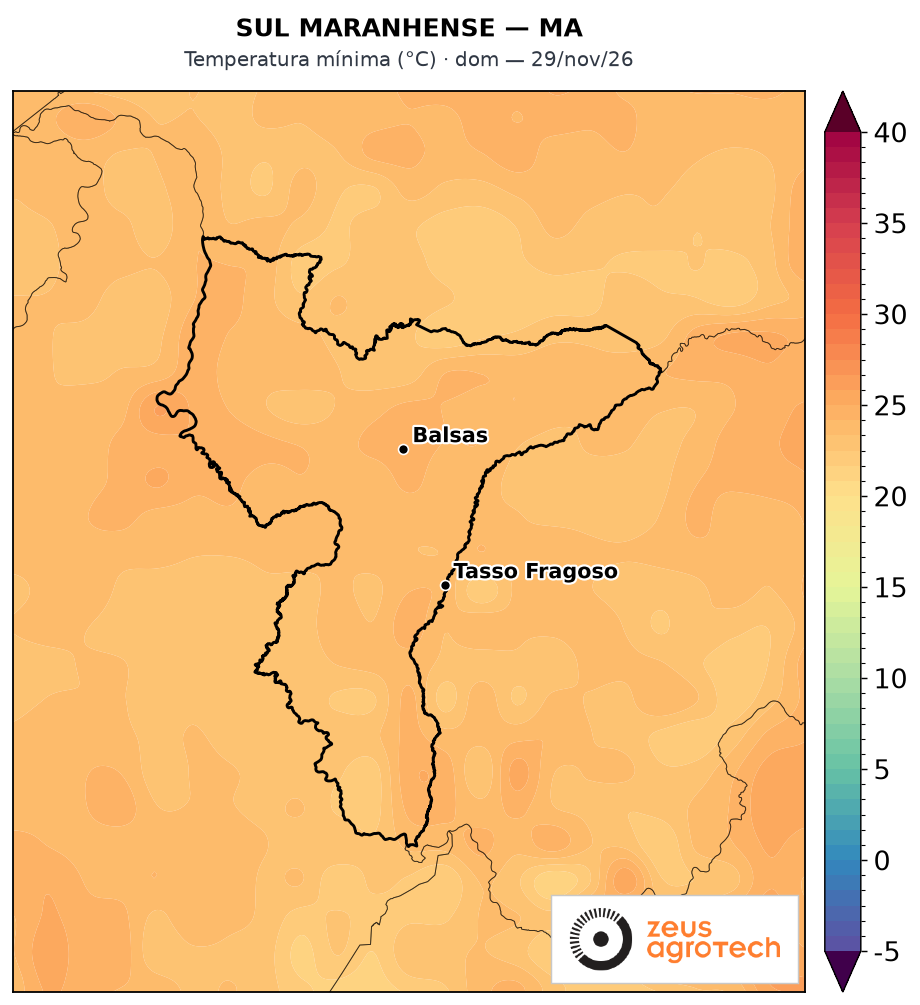 SUL MARANHENSE — MA
Temperatura mínima (°C) · dom — 29/nov/26
40
35
30
25
20
15
10
5
0
-5
Balsas
Tasso Fragoso
zeus
agrotech